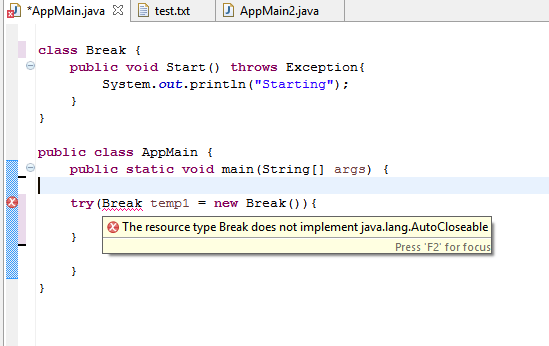 *AppMain.java test.txt AppMain2.java
class Break {
public void Start() throws Exception{
System.out.println("Starting");
}
}
public class AppMain {
public static void main(String[] args) {
try(Break temp1 = new Break()){
The resource type Break does not implement java.lang.AutoCloseable
}
Press 'F2' for focus
}
}